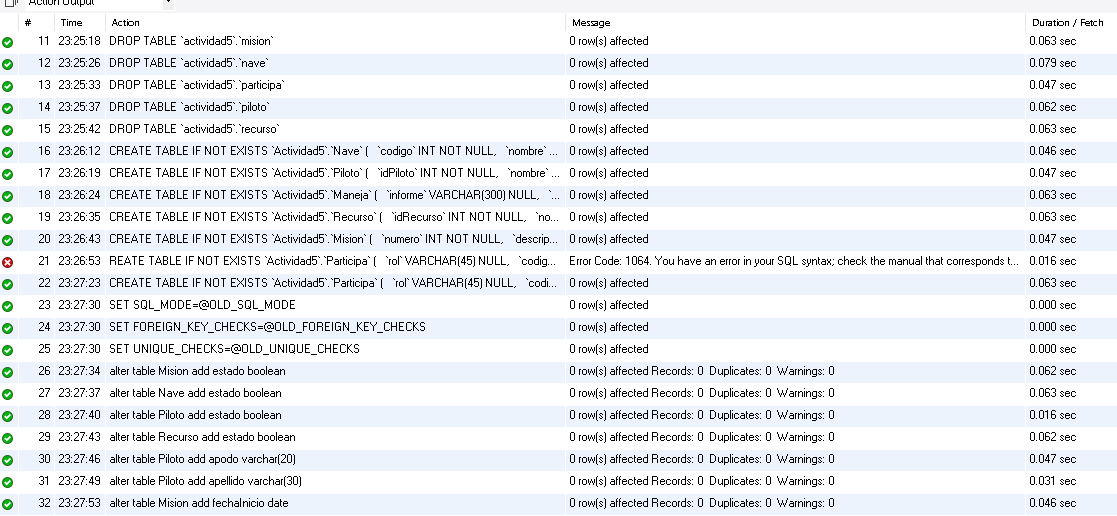 Action Output
# Time Action Message Duration / Fetch
11 23:25:18 DROP TABLE `actividad5`.`mision` 0 row(s) affected 0.063 sec
12 23:25:26 DROP TABLE `actividad5`.`nave` 0 row(s) affected 0.079 sec
13 23:25:33 DROP TABLE `actividad5`.`participa` 0 row(s) affected 0.047 sec
14 23:25:37 DROP TABLE `actividad5`.`piloto` 0 row(s) affected 0.062 sec
15 23:25:42 DROP TABLE `actividad5`.`recurso` 0 row(s) affected 0.063 sec
16 23:26:12 CREATE TABLE IF NOT EXISTS `Actividad5`.`Nave` ( `codigo` INT NOT NULL, `nombre` ... 0 row(s) affected 0.046 sec
17 23:26:19 CREATE TABLE IF NOT EXISTS `Actividad5`.`Piloto` ( `idPiloto` INT NOT NULL, `nombre` ... 0 row(s) affected 0.047 sec
18 23:26:24 CREATE TABLE IF NOT EXISTS `Actividad5`.`Maneja` ( `informe` VARCHAR(300) NULL, `... 0 row(s) affected 0.063 sec
19 23:26:35 CREATE TABLE IF NOT EXISTS `Actividad5`.`Recurso` ( `idRecurso` INT NOT NULL, `no... 0 row(s) affected 0.063 sec
20 23:26:43 CREATE TABLE IF NOT EXISTS `Actividad5`.`Mision` ( `numero` INT NOT NULL, `descrip... 0 row(s) affected 0.047 sec
21 23:26:53 REATE TABLE IF NOT EXISTS `Actividad5`.`Participa` ( `rol` VARCHAR(45) NULL, `codig... Error Code: 1064. You have an error in your SQL syntax; check the manual that corresponds t... 0.016 sec
22 23:27:23 CREATE TABLE IF NOT EXISTS `Actividad5`.`Participa` ( `rol` VARCHAR(45) NULL, `codi... 0 row(s) affected 0.063 sec
23 23:27:30 SET SQL_MODE=@OLD_SQL_MODE 0 row(s) affected 0.000 sec
24 23:27:30 SET FOREIGN_KEY_CHECKS=@OLD_FOREIGN_KEY_CHECKS 0 row(s) affected 0.000 sec
25 23:27:30 SET UNIQUE_CHECKS=@OLD_UNIQUE_CHECKS 0 row(s) affected 0.000 sec
26 23:27:34 alter table Mision add estado boolean 0 row(s) affected Records: 0 Duplicates: 0 Warnings: 0 0.062 sec
27 23:27:37 alter table Nave add estado boolean 0 row(s) affected Records: 0 Duplicates: 0 Warnings: 0 0.063 sec
28 23:27:40 alter table Piloto add estado boolean 0 row(s) affected Records: 0 Duplicates: 0 Warnings: 0 0.016 sec
29 23:27:43 alter table Recurso add estado boolean 0 row(s) affected Records: 0 Duplicates: 0 Warnings: 0 0.062 sec
30 23:27:46 alter table Piloto add apodo varchar(20) 0 row(s) affected Records: 0 Duplicates: 0 Warnings: 0 0.047 sec
31 23:27:49 alter table Piloto add apellido varchar(30) 0 row(s) affected Records: 0 Duplicates: 0 Warnings: 0 0.031 sec
32 23:27:53 alter table Mision add fechaInicio date 0 row(s) affected Records: 0 Duplicates: 0 Warnings: 0 0.046 sec